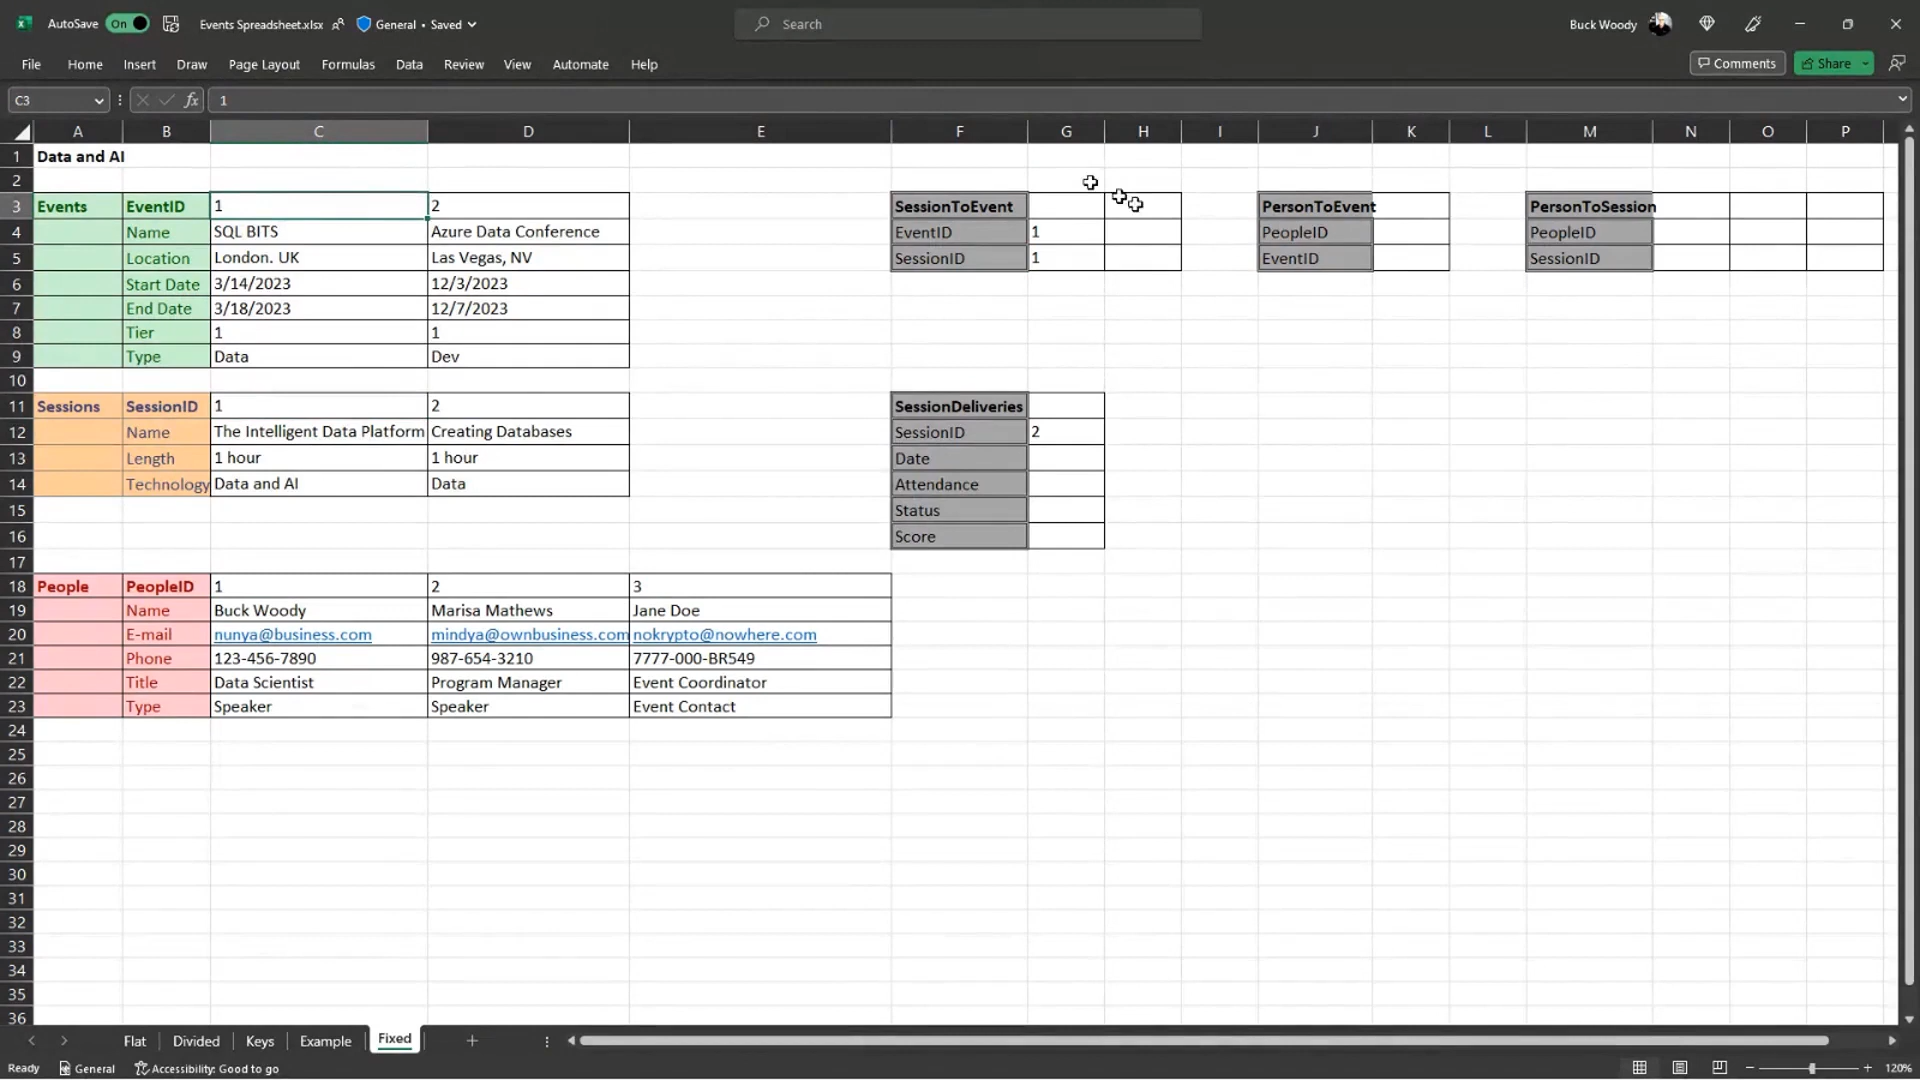 AutoSave On Events Spreadsheet.xlsx General • Saved Search Buck Woody
File Home Insert Draw Page Layout Formulas Data Review View Automate Help Comments Share
C3 fx 1
A B C D E F G H I J K L M N O P
1 Data and AI
2
3 Events EventID 1 2 SessionToEvent PersonToEvent PersonToSession
4 Name SQL BITS Azure Data Conference EventID 1 PeopleID PeopleID
5 Location London. UK Las Vegas, NV SessionID 1 EventID SessionID
6 Start Date 3/14/2023 12/3/2023
7 End Date 3/18/2023 12/7/2023
8 Tier 1 1
9 Type Data Dev
10
11 Sessions SessionID 1 2 SessionDeliveries
12 Name The Intelligent Data Platform Creating Databases SessionID 2
13 Length 1 hour 1 hour Date
14 Technology Data and AI Data Attendance
15 Status
16 Score
17
18 People PeopleID 1 2 3
19 Name Buck Woody Marisa Mathews Jane Doe
20 E-mail nunya@business.com mindya@ownbusiness.com nokrypto@nowhere.com
21 Phone 123-456-7890 987-654-3210 7777-000-BR549
22 Title Data Scientist Program Manager Event Coordinator
23 Type Speaker Speaker Event Contact
24
25
26
27
28
29
30
31
32
33
34
35
36
Flat Divided Keys Example Fixed
Ready General Accessibility: Good to go 120%